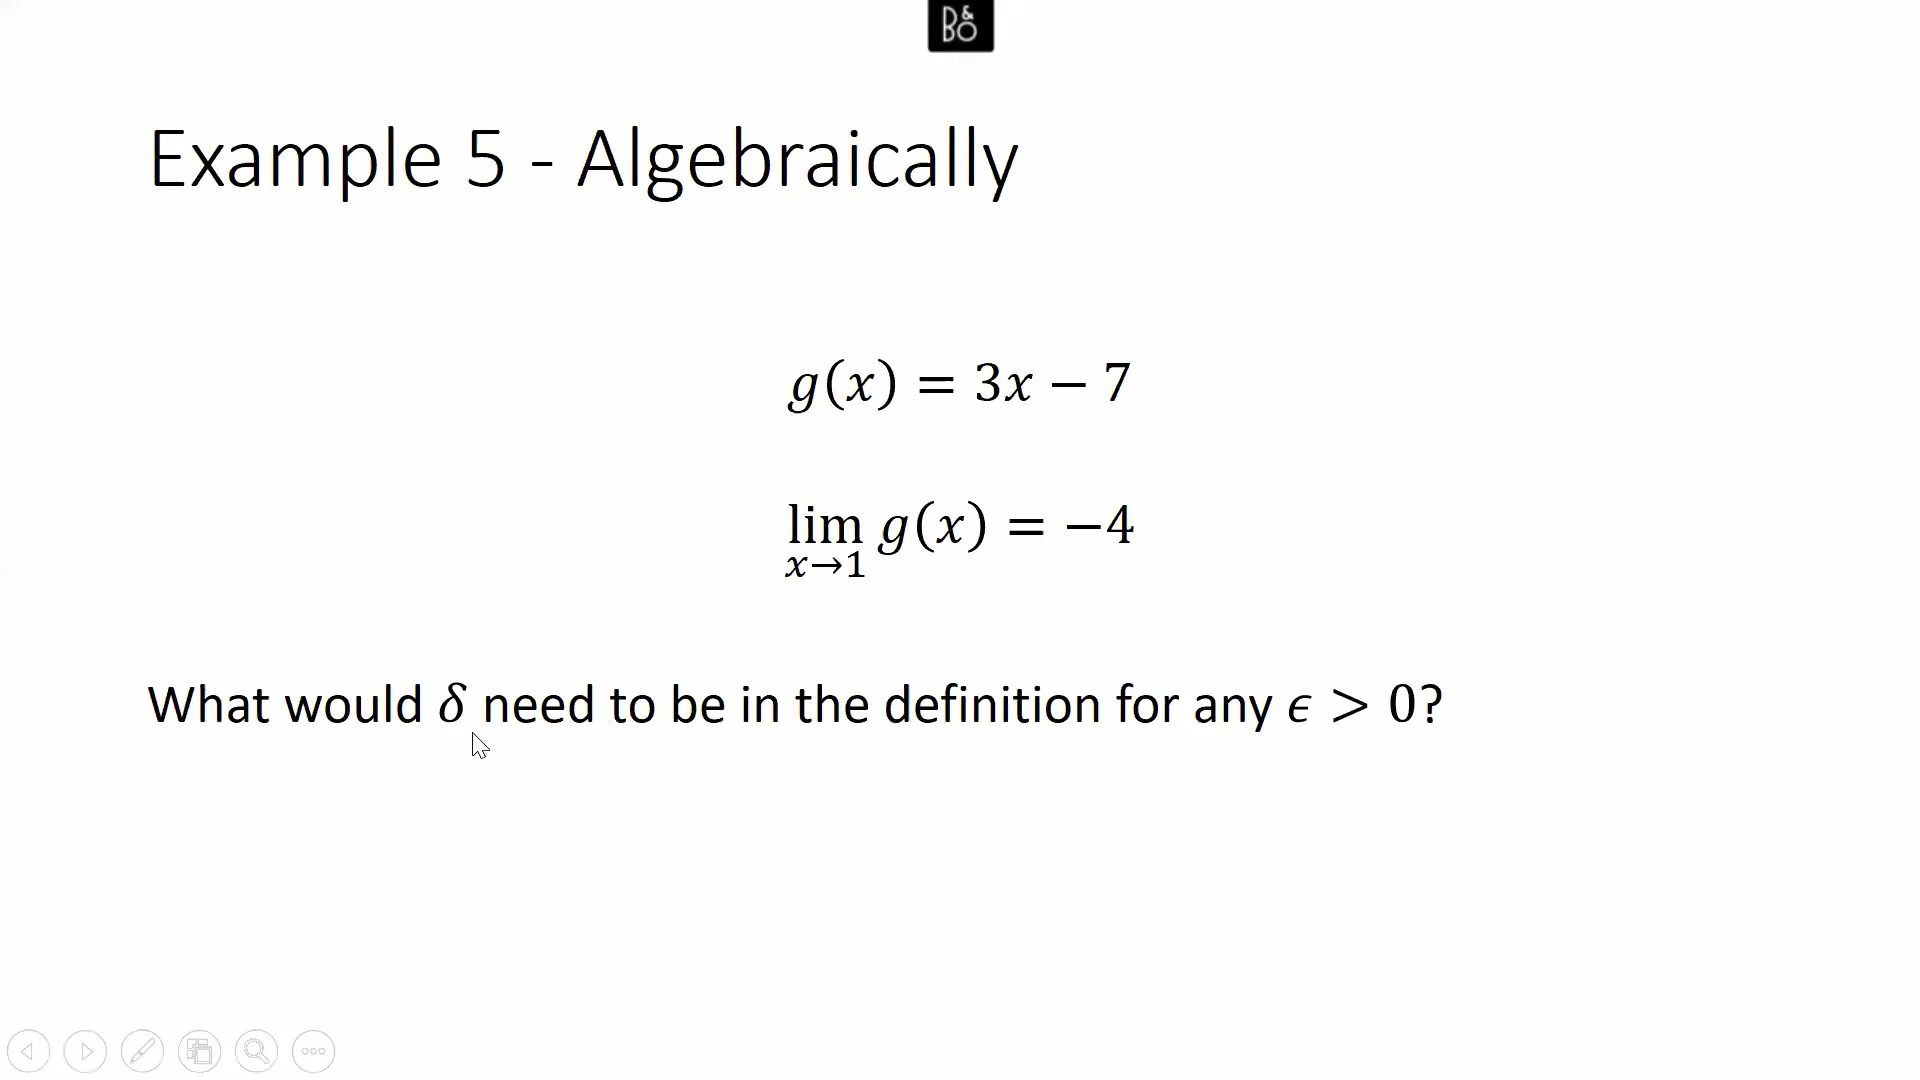 B&O
Example 5 - Algebraically
g(x) = 3x − 7
lim g(x) = −4
x→1
What would δ need to be in the definition for any ϵ > 0?